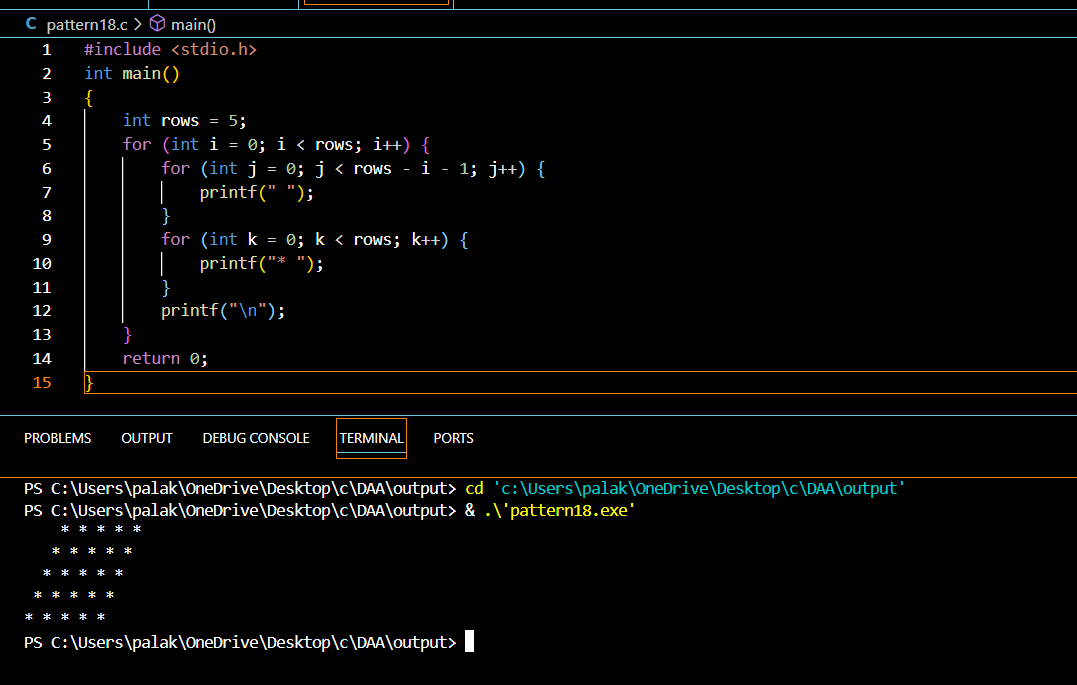 C pattern18.c > main()
1 #include <stdio.h>
2 int main()
3 {
4     int rows = 5;
5     for (int i = 0; i < rows; i++) {
6         for (int j = 0; j < rows - i - 1; j++) {
7             printf(" ");
8         }
9         for (int k = 0; k < rows; k++) {
10             printf("* ");
11         }
12         printf("\n");
13     }
14     return 0;
15 }
PROBLEMS OUTPUT DEBUG CONSOLE TERMINAL PORTS
PS C:\Users\palak\OneDrive\Desktop\c\DAA\output> cd 'c:\Users\palak\OneDrive\Desktop\c\DAA\output'
PS C:\Users\palak\OneDrive\Desktop\c\DAA\output> & .\'pattern18.exe'
    * * * * *
   * * * * *
  * * * * *
 * * * * *
* * * * *
PS C:\Users\palak\OneDrive\Desktop\c\DAA\output>